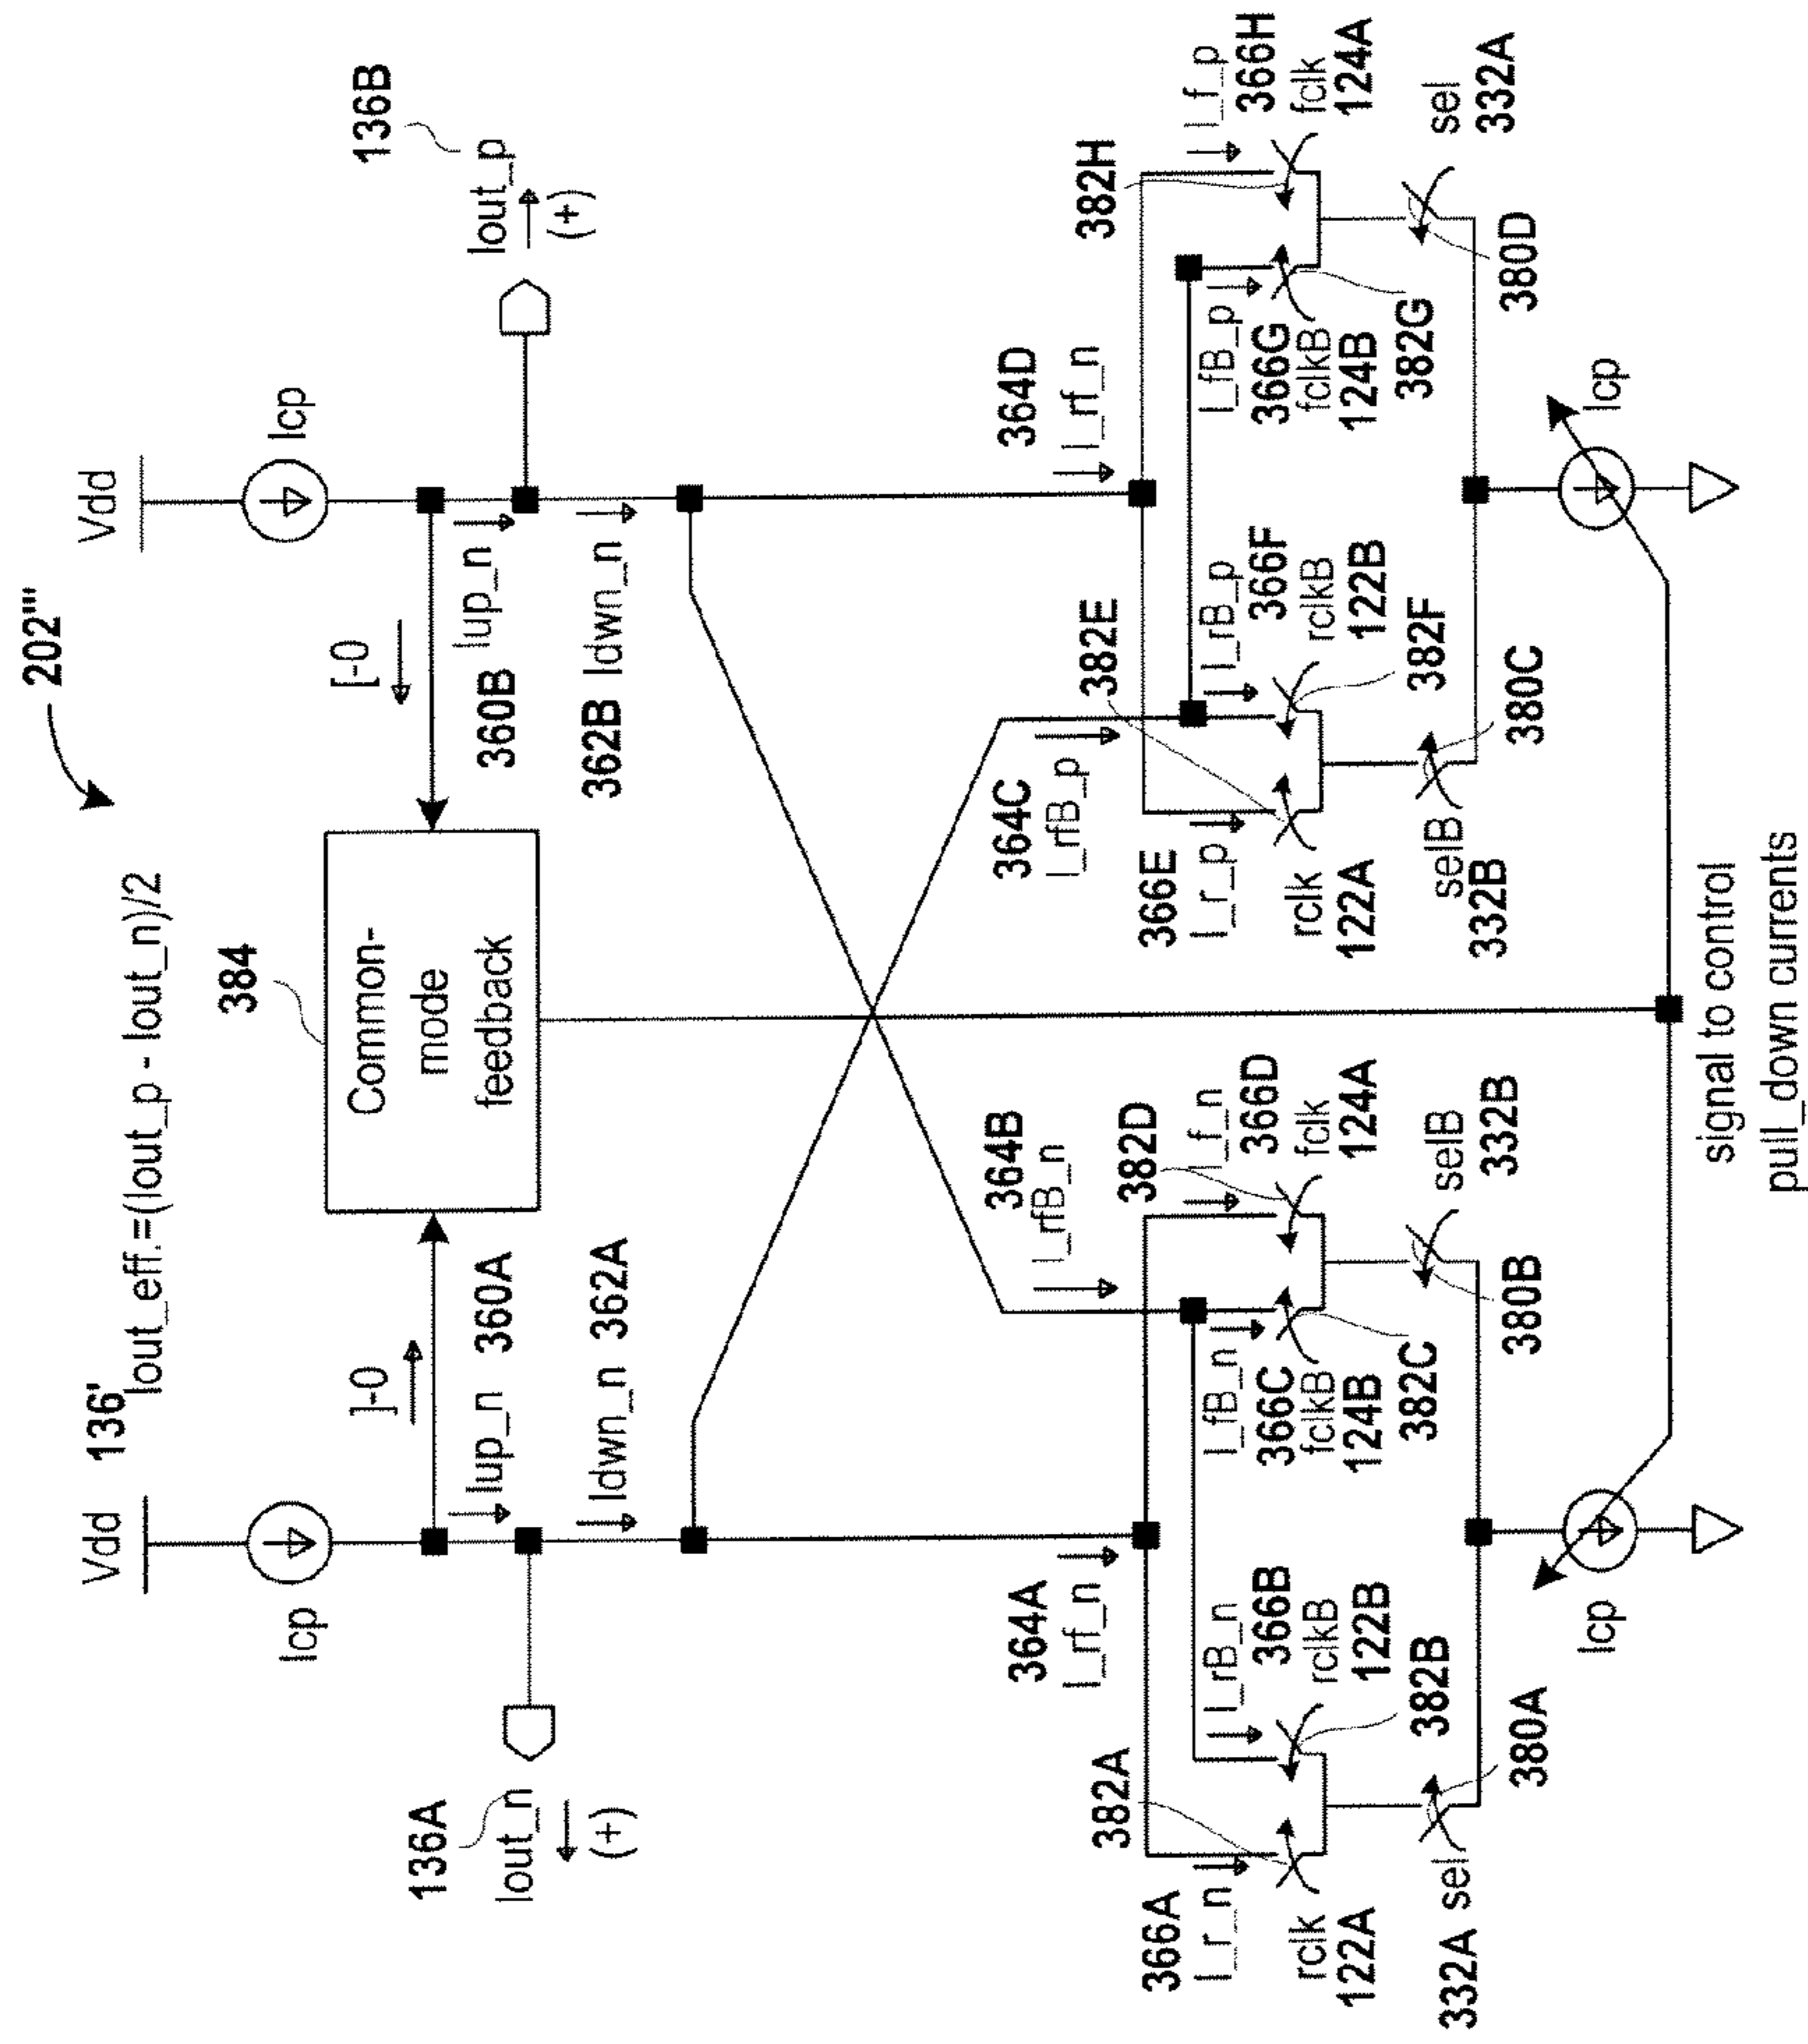 202'''
Vdd
136'
Vdd
Iout_eff.=(Iout_p - Iout_n)/2
384
Icp
Icp
]-0
Common-
mode
feedback
[-0
136A
Iout_n
(+)
136B
Iout_p
(+)
Iup_n
360A
Iup_n
360B
Idwn_n 362A
362B Idwn_n
364A
I_rf_n
364B
I_rfB_n
364C
I_rfB_p
364D
I_rf_n
382A
382D
382E
382H
366A
I_r_n
rclk
122A
I_rB_n
366B
rclkB
122B
382B
I_fB_n
366C
fclkB
124B
382C
I_f_n
366D
fclk
124A
366E
I_r_p
rclk
122A
I_rB_p
366F
rclkB
122B
382F
I_fB_p
366G
fclkB
124B
382G
I_f_p
366H
fclk
124A
332A sel
380A
selB
332B
380B
selB
332B
380C
sel
332A
380D
Icp
Icp
signal to control
pull_down currents